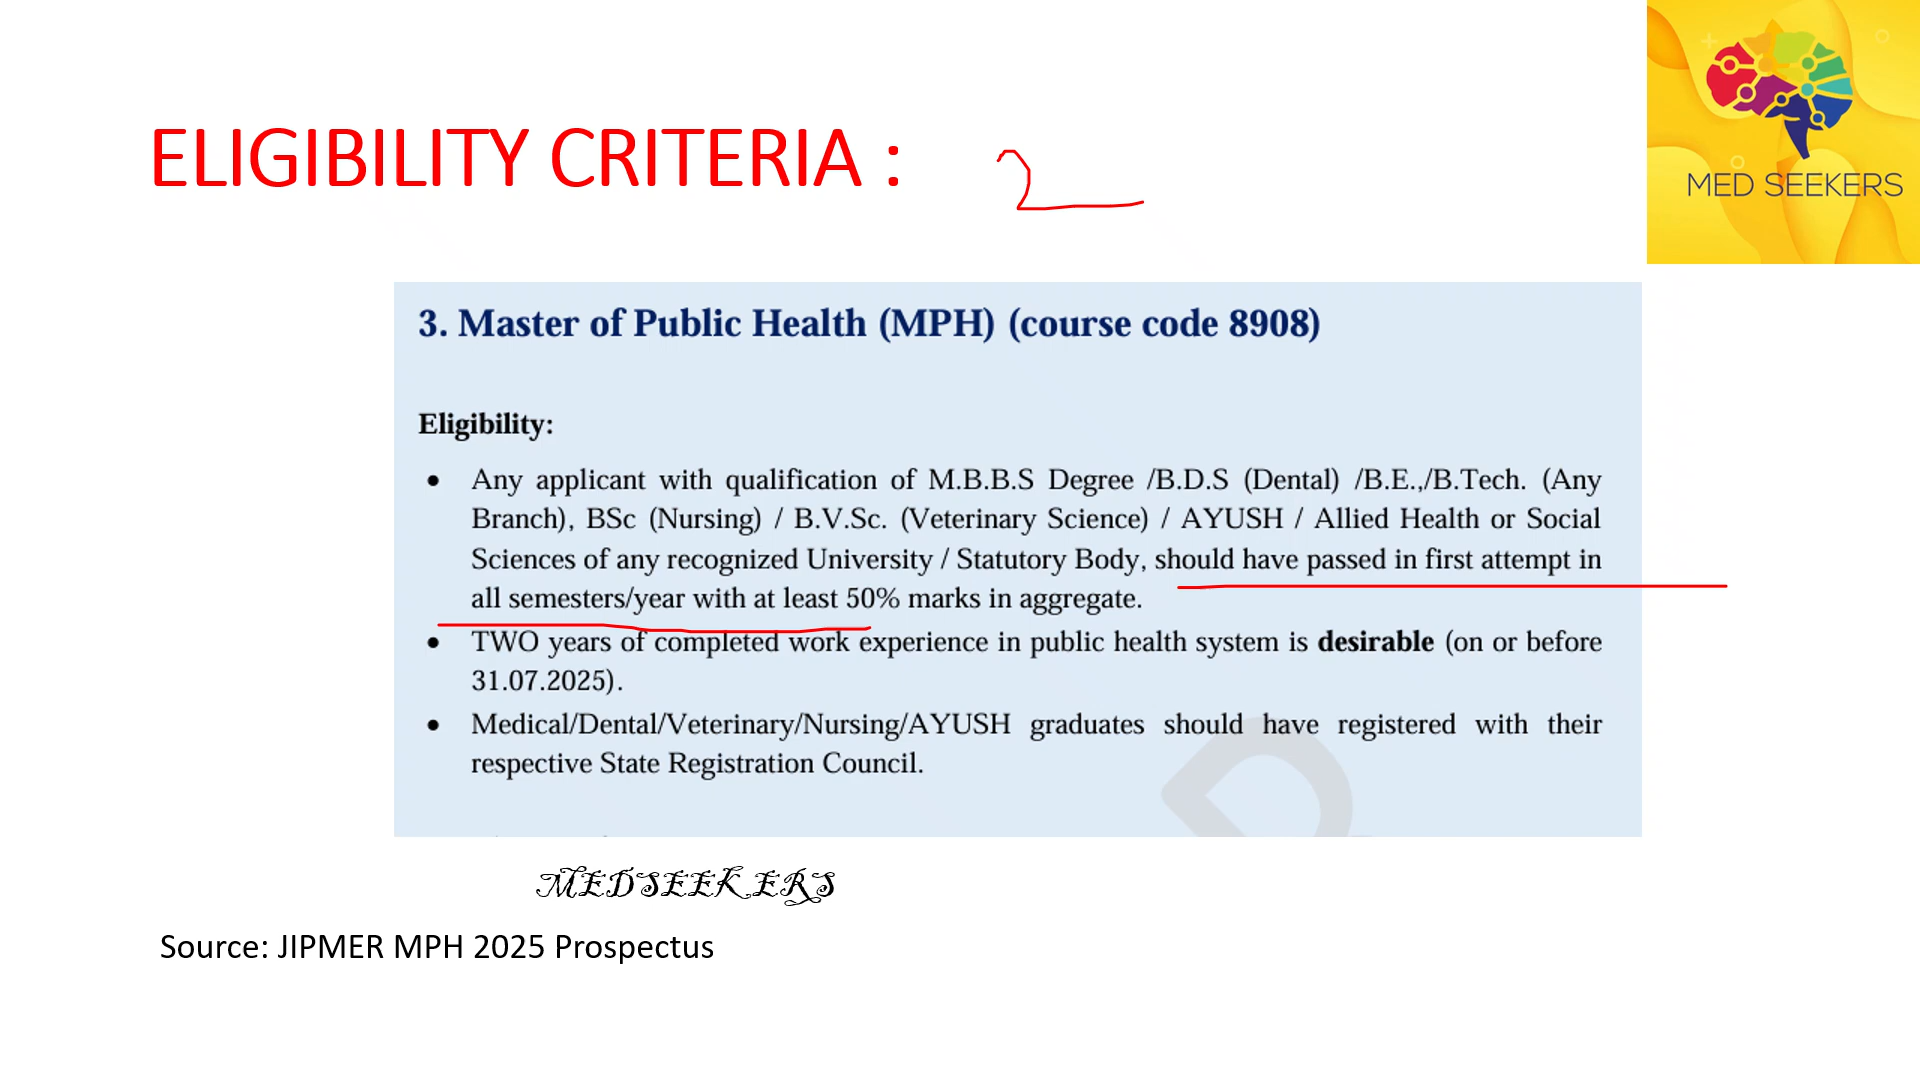 MED SEEKERS
ELIGIBILITY CRITERIA :
2
3. Master of Public Health (MPH) (course code 8908)
Eligibility:
• Any applicant with qualification of M.B.B.S Degree /B.D.S (Dental) /B.E.,/B.Tech. (Any
Branch), BSc (Nursing) / B.V.Sc. (Veterinary Science) / AYUSH / Allied Health or Social
Sciences of any recognized University / Statutory Body, should have passed in first attempt in
all semesters/year with at least 50% marks in aggregate.
• TWO years of completed work experience in public health system is desirable (on or before
31.07.2025).
• Medical/Dental/Veterinary/Nursing/AYUSH graduates should have registered with their
respective State Registration Council.
MEDSEEKERS
Source: JIPMER MPH 2025 Prospectus